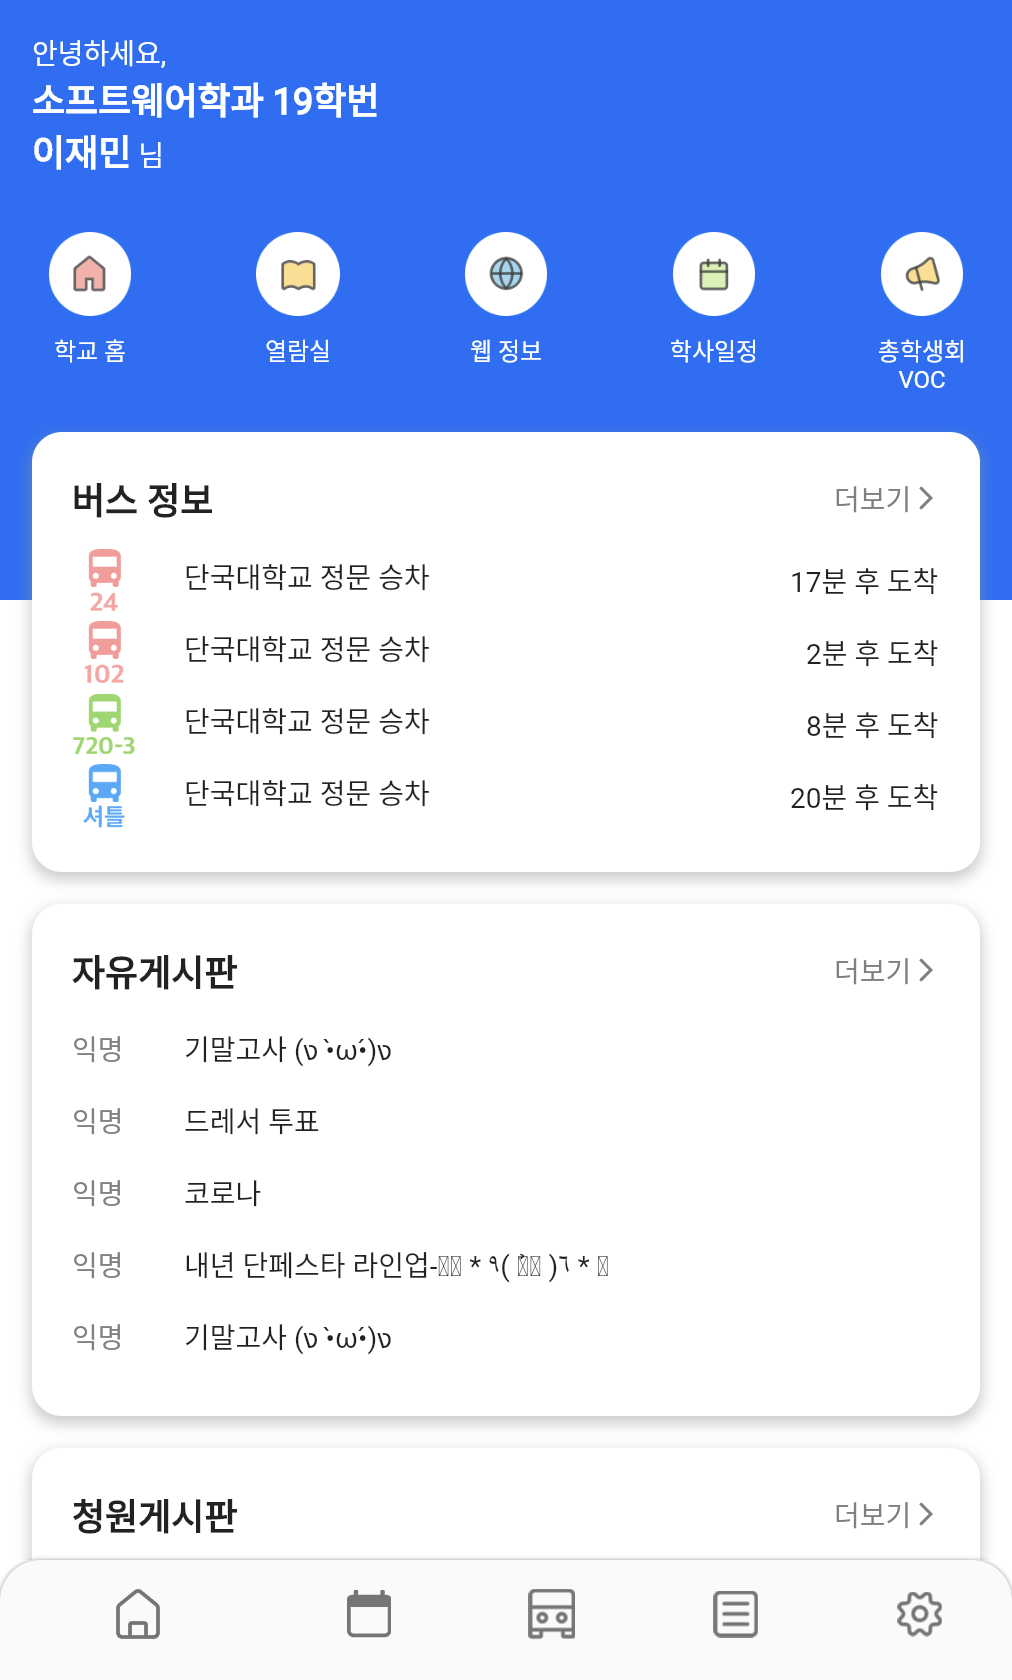 안녕하세요,
소프트웨어학과 19학번
이재민 님
학교 홈
열람실
웹 정보
학사일정
총학생회
VOC
버스 정보
더보기
24
단국대학교 정문 승차
17분 후 도착
102
단국대학교 정문 승차
2분 후 도착
720-3
단국대학교 정문 승차
8분 후 도착
셔틀
단국대학교 정문 승차
20분 후 도착
자유게시판
더보기
익명
기말고사 (ง •̀ω•́)ง
익명
드레서 투표
익명
코로나
익명
내년 단페스타 라인업-
익명
기말고사 (ง •̀ω•́)ง
청원게시판
더보기